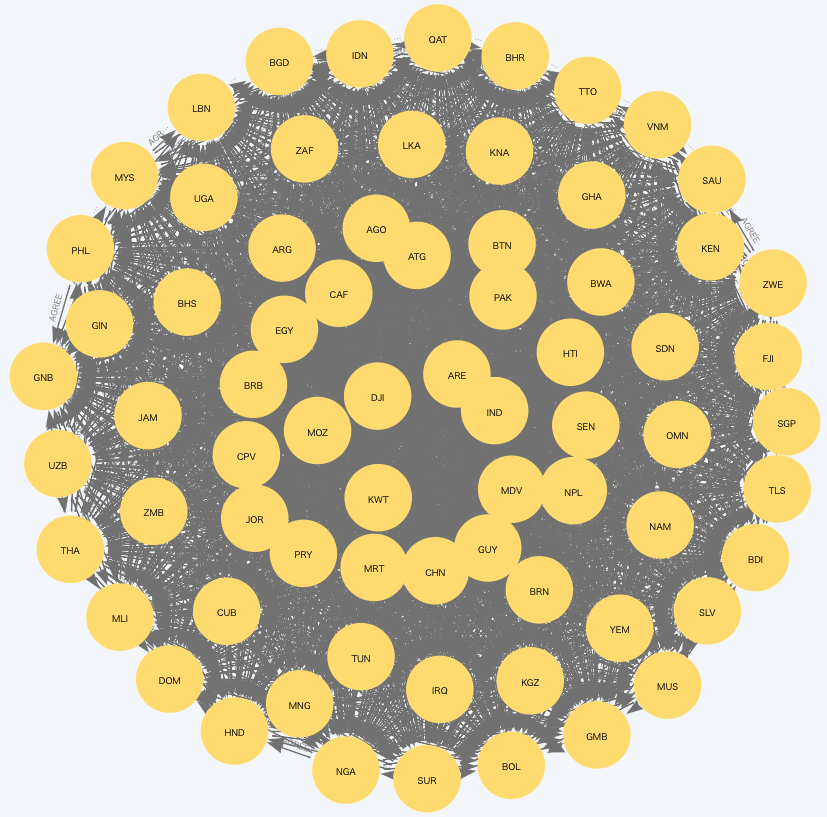 QAT
IDN
BHR
BGD
TTO
LBN
VNM
AGR...
ZAF
LKA
KNA
MYS
SAU
UGA
GHA
AGREE
AGO
PHL
ARG
BTN
KEN
ATG
BWA
ZWE
CAF
PAK
BHS
AGREE
GIN
EGY
SDN
HTI
FJI
GNB
ARE
BRB
DJI
IND
JAM
SGP
SEN
MOZ
OMN
CPV
UZB
TLS
MDV
NPL
KWT
ZMB
JOR
NAM
THA
GUY
PRY
BDI
MRT
CHN
BRN
CUB
SLV
MLI
YEM
TUN
DOM
KGZ
MUS
IRQ
MNG
HND
GMB
BOL
NGA
SUR